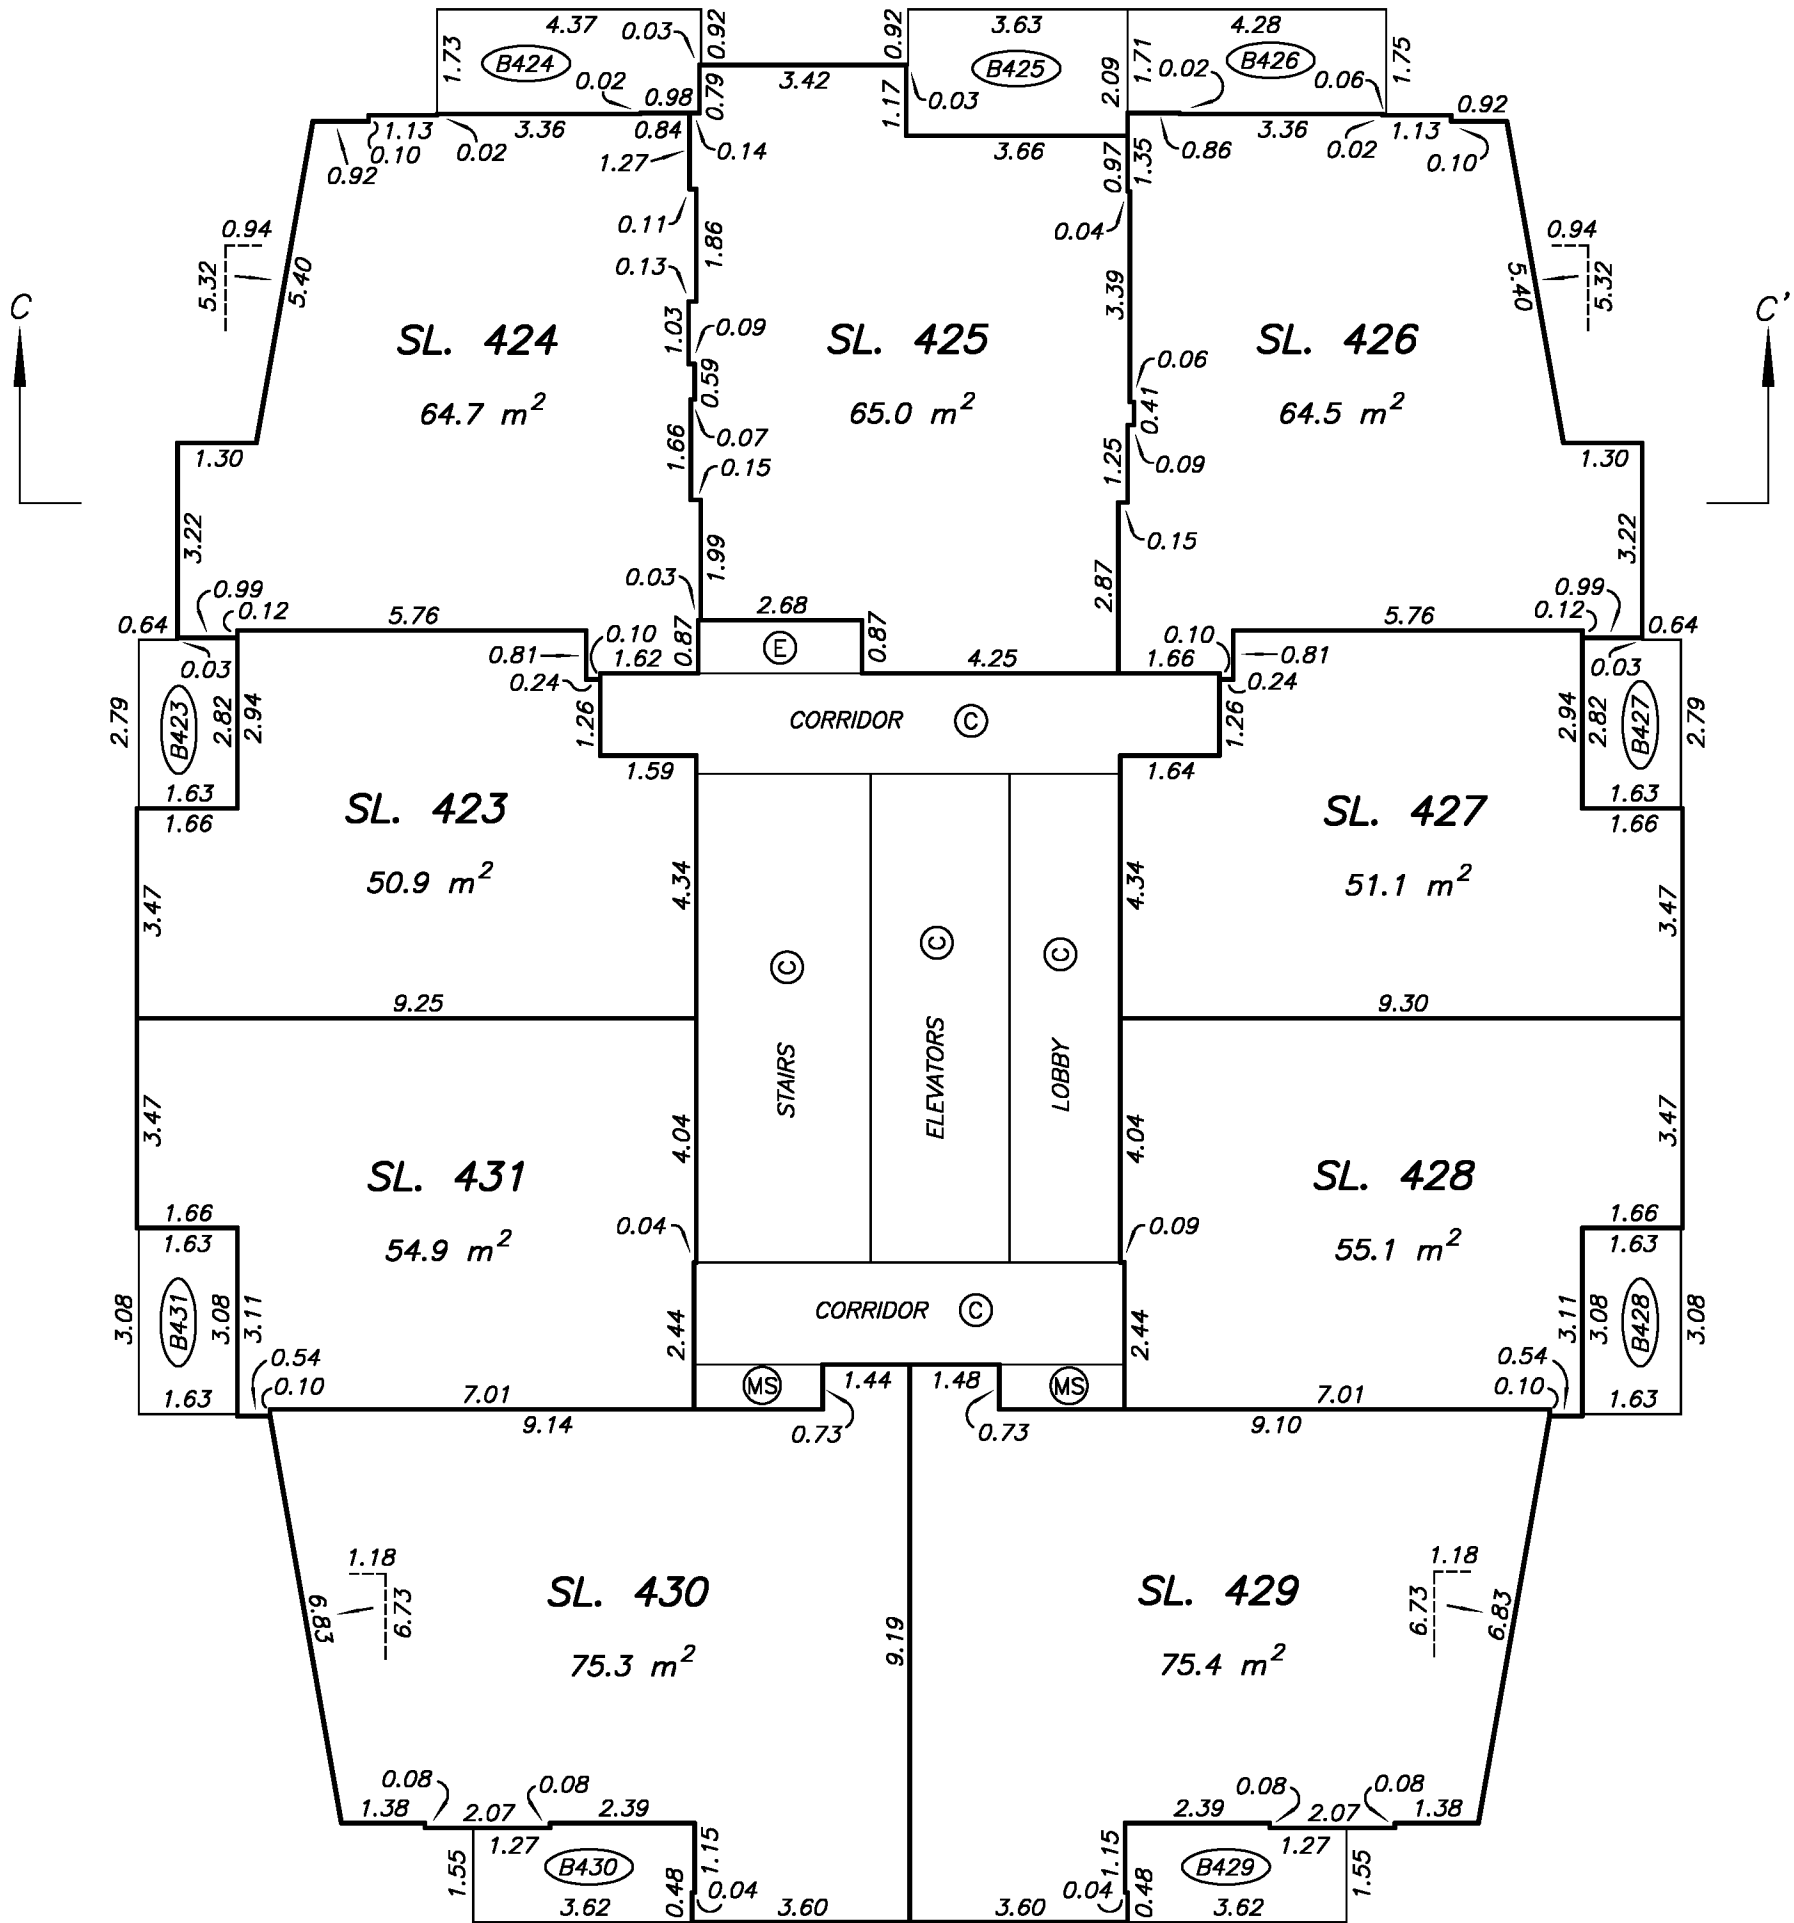 4.37 0.03 0.92 0.92 3.63 4.28
1.73 B424 B425 1.71 B426 1.75
0.02 0.98 0.79 3.42 1.17 0.03 2.09 0.02 0.06 0.92
1.13 3.36 0.84 0.86 3.36 1.13
0.10 0.02 1.27 0.14 3.66 0.97 1.35 0.02 0.10
0.92
0.94 0.11 1.86 0.04 0.94
5.32 5.40 0.13 3.39 5.40 5.32
C C'
1.03 0.09 0.06
SL. 424 SL. 425 SL. 426
0.59 0.41
64.7 m² 65.0 m² 64.5 m²
1.66 0.07 1.25 0.09
1.30 0.15 1.30
3.22 1.99 0.15 3.22
0.03 2.87
0.99 0.99
0.64 0.12 5.76 2.68 5.76 0.12 0.64
0.10 0.87 E 0.87 0.10
0.03 0.81 1.62 4.25 1.66 0.81 0.03
0.24 0.24
2.79 B423 2.82 2.94 1.26 CORRIDOR C 1.26 2.94 2.82 B427 2.79
1.59 1.64
1.63 1.63
1.66 1.66
SL. 423 SL. 427
50.9 m² 51.1 m²
3.47 4.34 4.34 3.47
C C C
9.25 9.30
STAIRS ELEVATORS LOBBY
3.47 4.04 4.04 3.47
SL. 431 SL. 428
1.66 1.66
1.63 0.04 0.09 1.63
54.9 m² 55.1 m²
3.08 B431 3.08 3.11 2.44 CORRIDOR C 2.44 3.11 3.08 B428 3.08
0.54 0.54
1.63 0.10 7.01 MS 1.44 1.48 MS 7.01 0.10 1.63
9.14 0.73 0.73 9.10
1.18 1.18
6.83 6.73 6.73 6.83
SL. 430 SL. 429
9.19
75.3 m² 75.4 m²
0.08 0.08 0.08 0.08
1.38 2.07 2.39 2.39 2.07 1.38
1.55 1.27 1.15 1.15 1.27 1.55
B430 B429
0.48 0.04 0.04 0.48
3.62 3.60 3.60 3.62